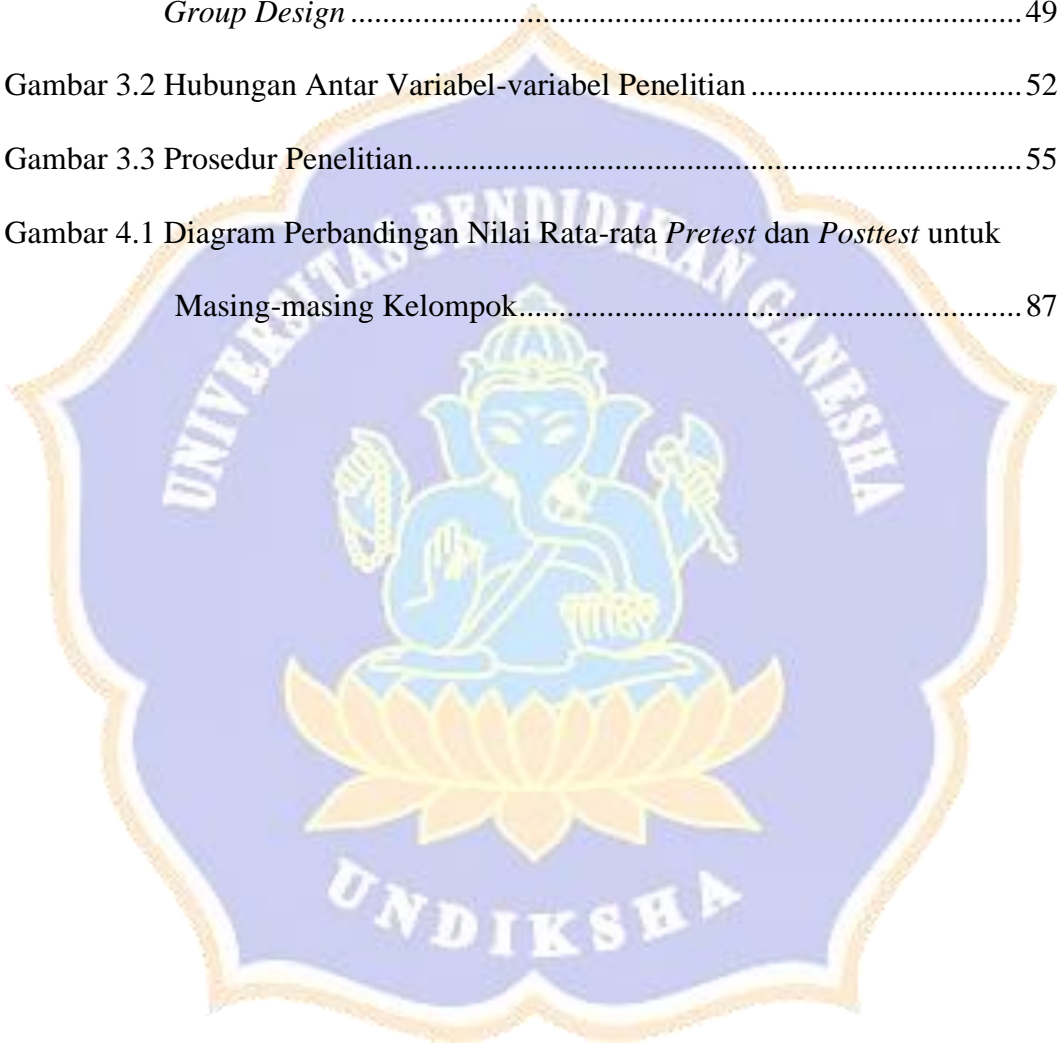 Group Design ........................................................................................ 49
Gambar 3.2 Hubungan Antar Variabel-variabel Penelitian ................................... 52
Gambar 3.3 Prosedur Penelitian............................................................................... 55
Gambar 4.1 Diagram Perbandingan Nilai Rata-rata Pretest dan Posttest untuk
Masing-masing Kelompok.................................................................. 87
UNIVERSITAS PENDIDIKAN GANESHA
UNDIKSHA